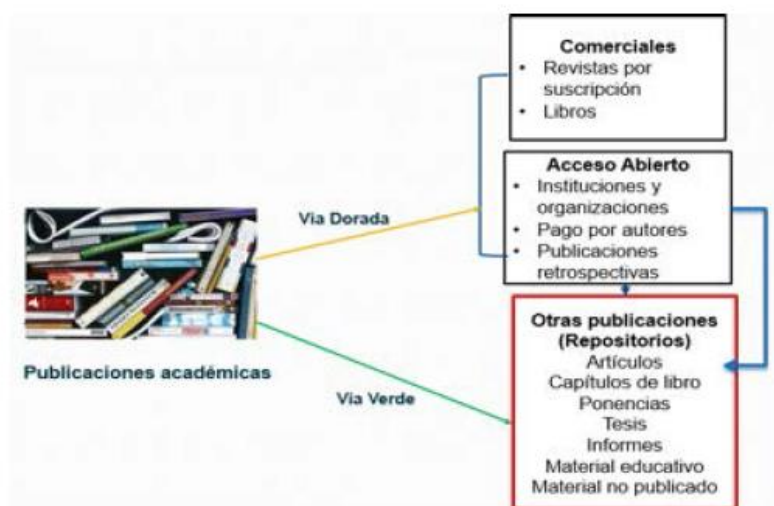 Comerciales
• Revistas por
suscripción
• Libros
Acceso Abierto
• Instituciones y
organizaciones
• Pago por autores
• Publicaciones
retrospectivas
Via Dorada
Publicaciones académicas
Via Verde
Otras publicaciones
(Repositorios)
Artículos
Capítulos de libro
Ponencias
Tesis
Informes
Material educativo
Material no publicado